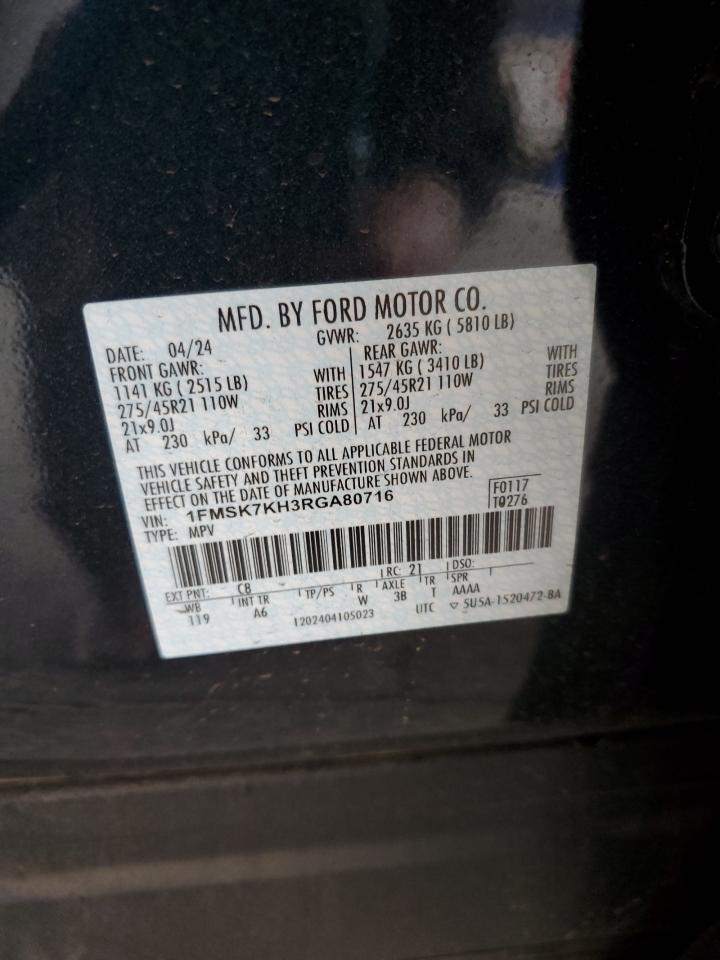 MFD. BY FORD MOTOR CO.
DATE: 04/24 GVWR: 2635 KG ( 5810 LB)
FRONT GAWR: REAR GAWR:
1141 KG ( 2515 LB) WITH 1547 KG ( 3410 LB) WITH
275/45R21 110W TIRES 275/45R21 110W TIRES
21x9.0J RIMS 21x9.0J RIMS
AT 230 kPa/ 33 PSI COLD AT 230 kPa/ 33 PSI COLD
THIS VEHICLE CONFORMS TO ALL APPLICABLE FEDERAL MOTOR
VEHICLE SAFETY AND THEFT PREVENTION STANDARDS IN
EFFECT ON THE DATE OF MANUFACTURE SHOWN ABOVE.
VIN: 1FMSK7KH3RGA80716 F0117
TYPE: MPV T0276
EXT PNT: C8 RC: 21 DSO:
WB INT TR TP/PS R AXLE TR SPR
119 A6 W 3B T AAAA
1202404105023 UTC ▽ 5U5A-1520472-BA